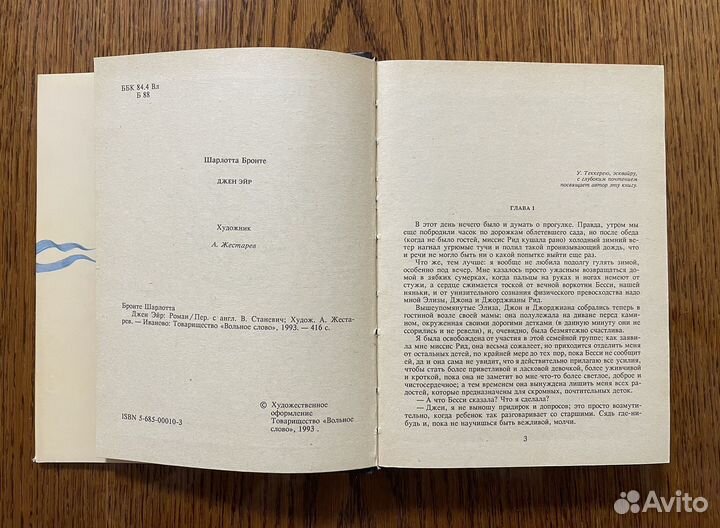 ББК 84.4 Вл
Б 88
Шарлотта Бронте
ДЖЕН ЭЙР
Художник
А. Жестарев
Бронте Шарлотта
Джен Эйр: Роман/Пер. с англ. В. Станевич; Худож. А. Жеста-
рев. — Иваново: Товарищество «Вольное слово», 1993. — 416 с.
© Художественное
оформление
Товарищество «Вольное
слово», 1993 .
ISBN 5-685-00010-3
У. Теккерею, эсквайру,
с глубоким почтением
посвящает автор эту книгу.
ГЛАВА I
В этот день нечего было и думать о прогулке. Правда, утром мы
еще побродили часок по дорожкам облетевшего сада, но после обеда
(когда не было гостей, миссис Рид кушала рано) холодный зимний ве-
тер нагнал угрюмые тучи и полил такой пронизывающий дождь, что
и речи не могло быть ни о какой попытке выйти еще раз.
Что же, тем лучше: я вообще не любила подолгу гулять зимой,
особенно под вечер. Мне казалось просто ужасным возвращаться домой
в зябких сумерках, когда пальцы на руках и ногах немеют от
стужи, а сердце сжимается тоской от вечной воркотни Бесси, нашей
няньки, и от унизительного сознания физического превосходства надо
мной Элизы, Джона и Джорджианы Рид.
Вышеупомянутые Элиза, Джон и Джорджиана собрались теперь в
гостиной возле своей мамы: она полулежала на диване перед ками-
ном, окруженная своими дорогими детками (в данную минуту они не
ссорились и не ревели), и, очевидно, была безмятежно счастлива.
Я была освобождена от участия в этой семейной группе; как заяви-
ла мне миссис Рид, она весьма сожалеет, но приходится отделить меня
от остальных детей, по крайней мере до тех пор, пока Бесси не сообщит
ей, да и она сама не увидит, что я действительно прилагаю все усилия,
чтобы стать более приветливой и ласковой девочкой, более уживчивой
и кроткой, пока она не заметит во мне что-то более светлое, доброе и
чистосердечное; а тем временем она вынуждена лишить меня всех ра-
достей, которые предназначены для скромных, почтительных деток.
— А что Бесси сказала? Что я сделала?
— Джен, я не выношу придирок и допросов; это просто возмути-
тельно, когда ребенок так разговаривает со старшими. Сядь где-ни-
будь и, пока не научишься быть вежливой, молчи.
3
Avito